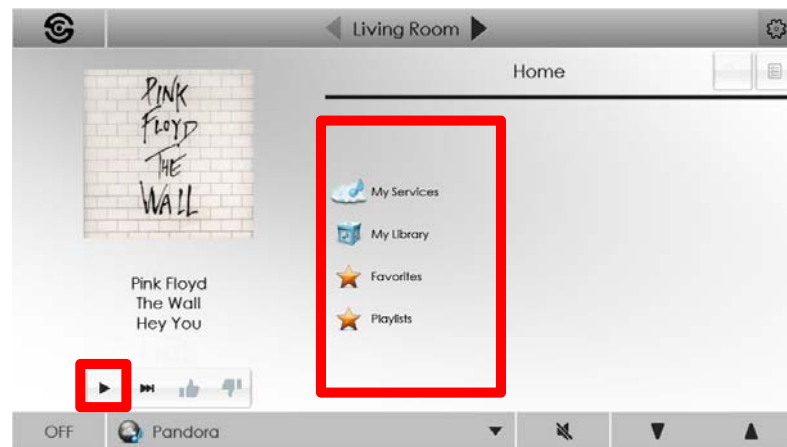 Living Room
Home
PINK
FLOYD
THE
WALL
My Services
My Library
Favorites
Playlists
Pink Floyd
The Wall
Hey You
OFF
Pandora